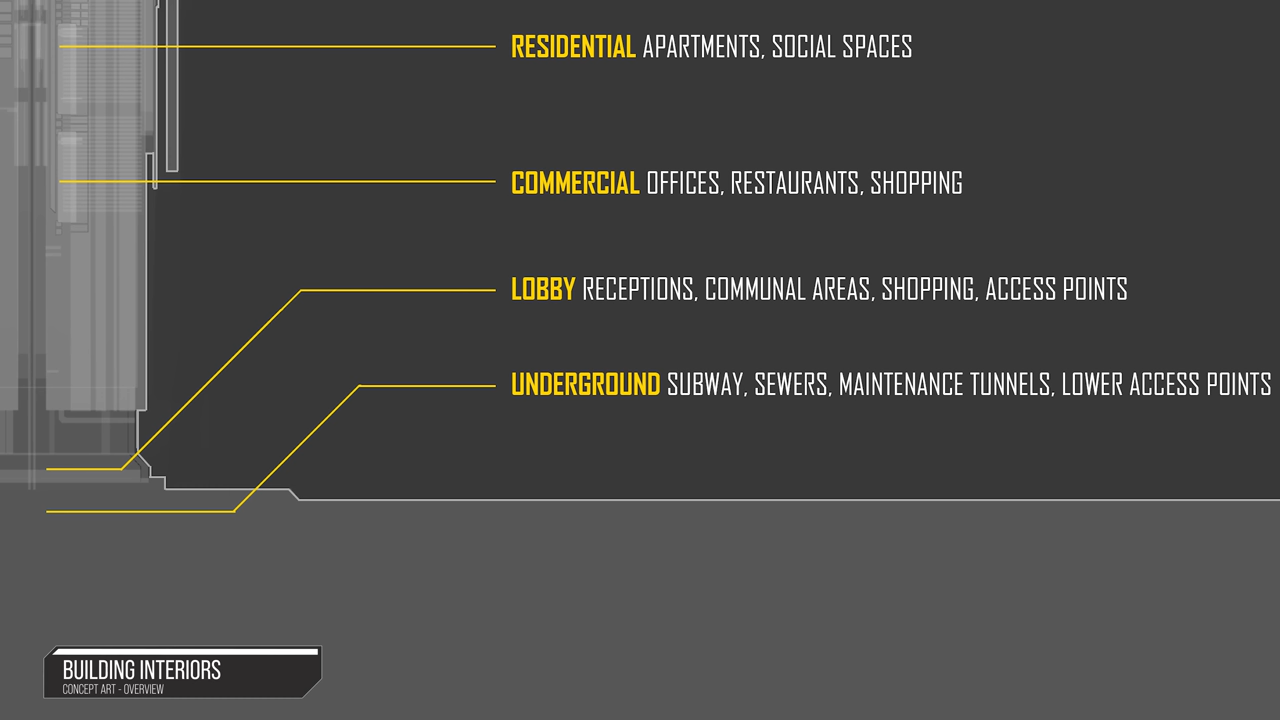 RESIDENTIAL APARTMENTS, SOCIAL SPACES
COMMERCIAL OFFICES, RESTAURANTS, SHOPPING
LOBBY RECEPTIONS, COMMUNAL AREAS, SHOPPING, ACCESS POINTS
UNDERGROUND SUBWAY, SEWERS, MAINTENANCE TUNNELS, LOWER ACCESS POINTS
BUILDING INTERIORS
CONCEPT ART - OVERVIEW